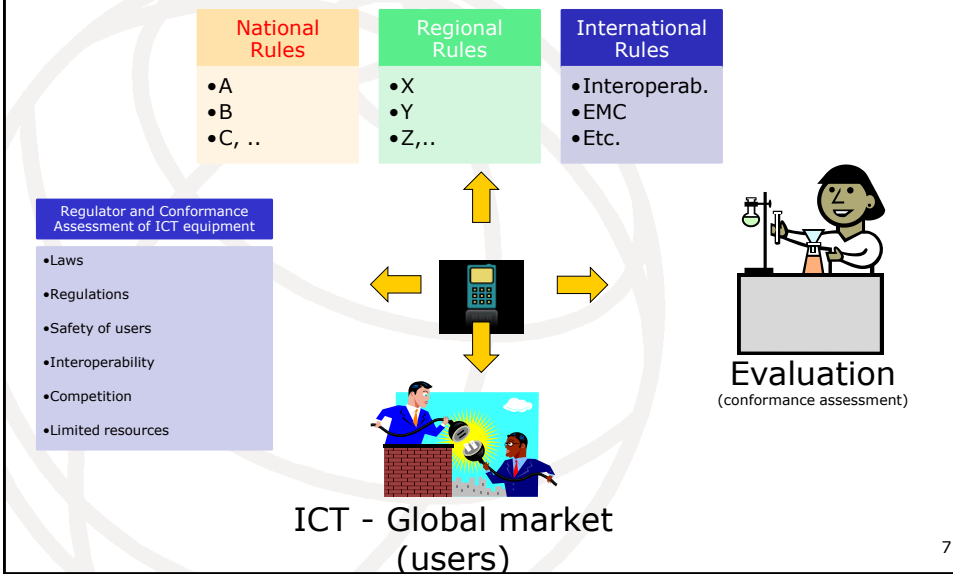 National
Rules
•A
•B
•C, ..
Regional
Rules
•X
•Y
•Z,..
International
Rules
•Interoperab.
•EMC
•Etc.
Regulator and Conformance
Assessment of ICT equipment
•Laws
•Regulations
•Safety of users
•Interoperability
•Competition
•Limited resources
Evaluation
(conformance assessment)
ICT - Global market
(users)
7